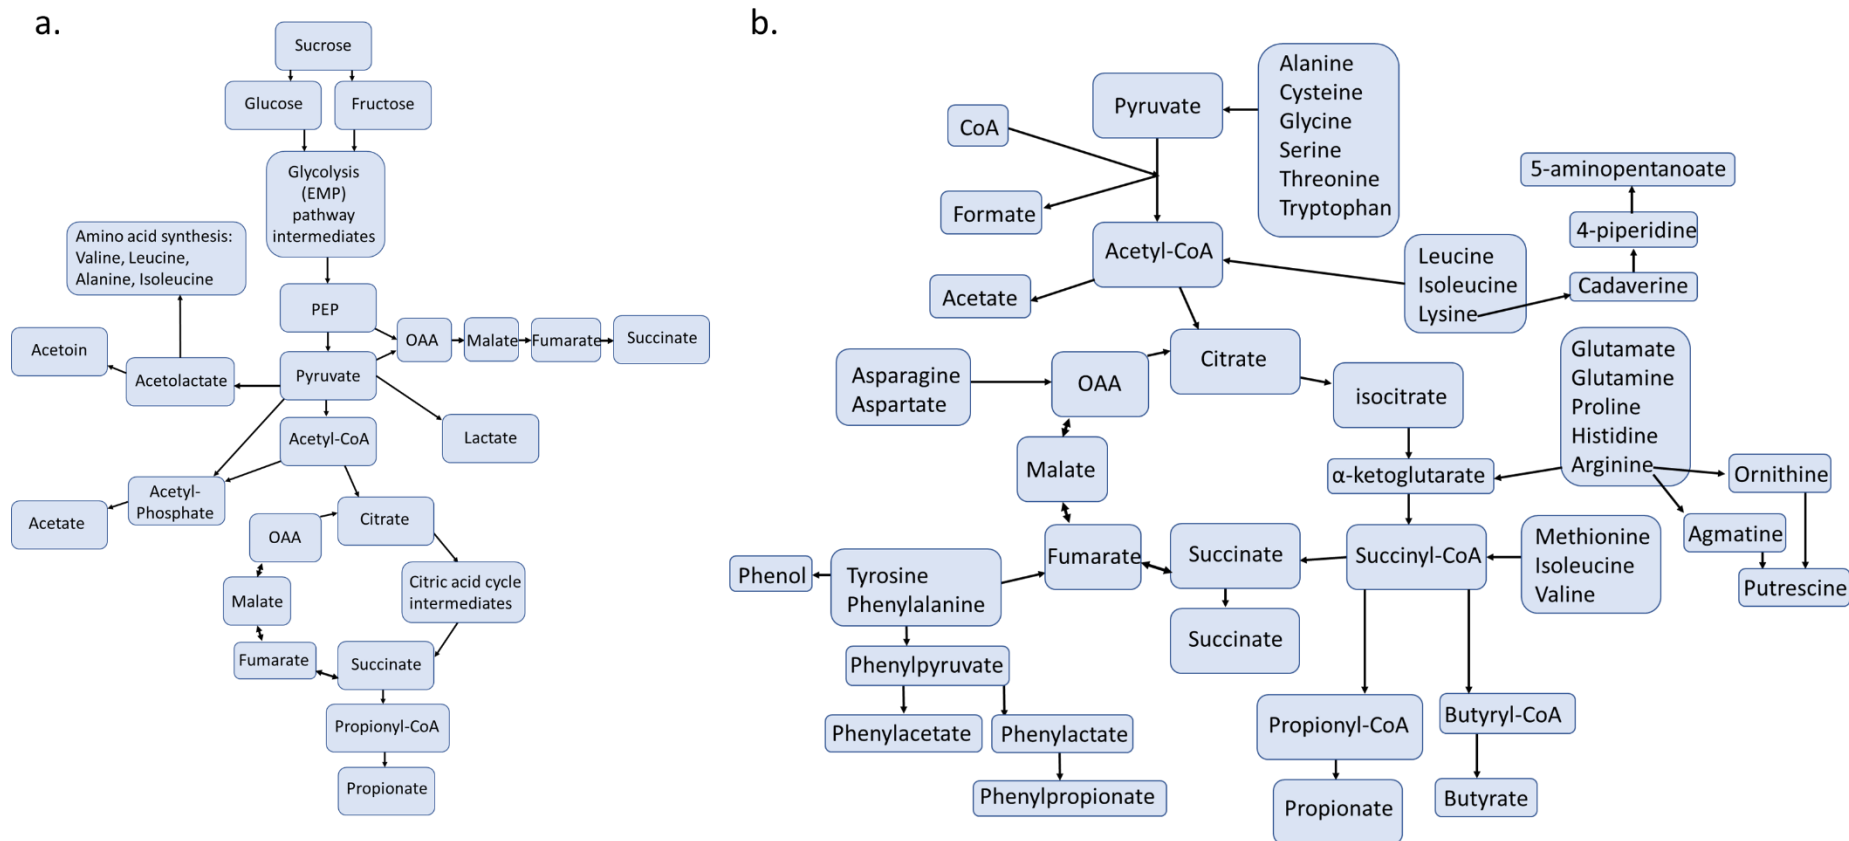 a.
Sucrose
Glucose
Fructose
Glycolysis
(EMP)
pathway
intermediates
Amino acid synthesis:
Valine, Leucine,
Alanine, Isoleucine
PEP
OAA
Malate
Fumarate
Succinate
Acetoin
Acetolactate
Pyruvate
Acetyl-CoA
Lactate
Acetyl-
Phosphate
Acetate
Citrate
OAA
Citric acid cycle
intermediates
Malate
Fumarate
Succinate
Propionyl-CoA
Propionate
b.
Pyruvate
Alanine
Cysteine
Glycine
Serine
Threonine
Tryptophan
CoA
Formate
5-aminopentanoate
4-piperidine
Cadaverine
Acetyl-CoA
Leucine
Isoleucine
Lysine
Acetate
Citrate
Asparagine
Aspartate
OAA
isocitrate
Glutamate
Glutamine
Proline
Histidine
Arginine
Malate
α-ketoglutarate
Ornithine
Agmatine
Putrescine
Fumarate
Succinate
Succinyl-CoA
Methionine
Isoleucine
Valine
Phenol
Tyrosine
Phenylalanine
Succinate
Phenylpyruvate
Phenylacetate
Phenylactate
Phenylpropionate
Propionyl-CoA
Butyryl-CoA
Propionate
Butyrate